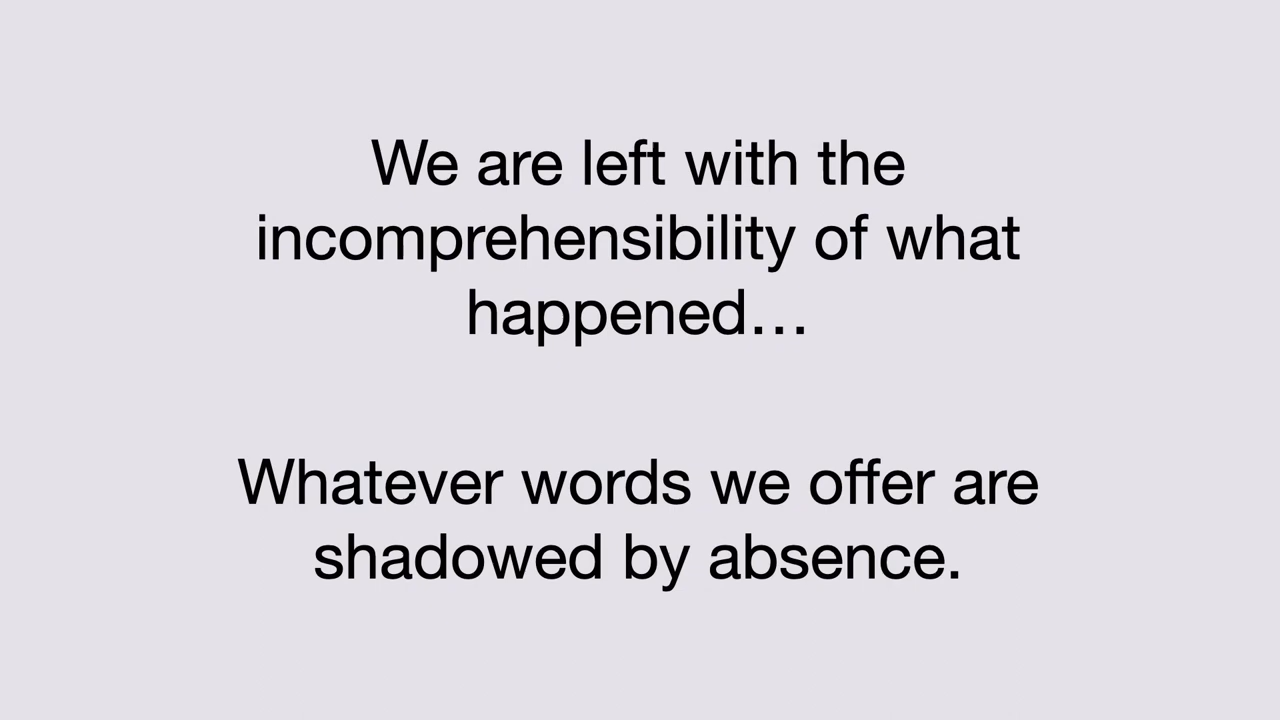 We are left with the
incomprehensibility of what
happened…
Whatever words we offer are
shadowed by absence.